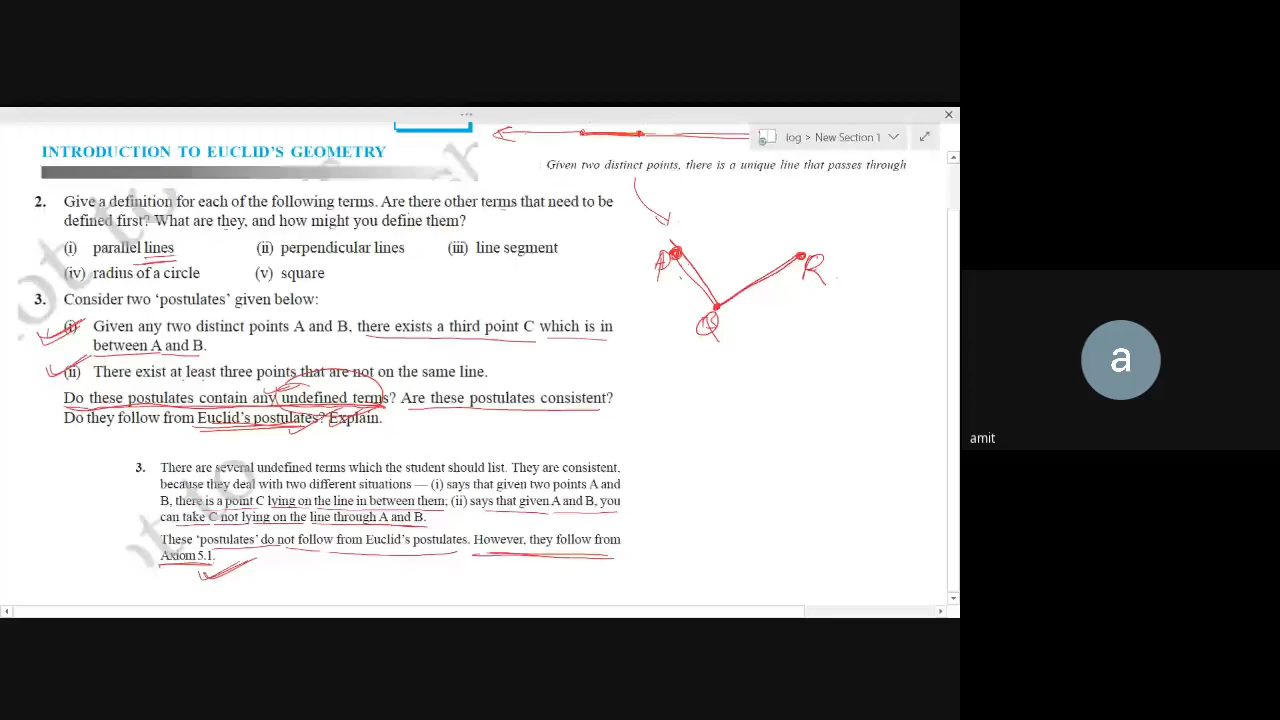 log > New Section 1
INTRODUCTION TO EUCLID'S GEOMETRY
Given two distinct points, there is a unique line that passes through
2. Give a definition for each of the following terms. Are there other terms that need to be
defined first? What are they, and how might you define them?
(i) parallel lines (ii) perpendicular lines (iii) line segment
(iv) radius of a circle (v) square
3. Consider two 'postulates' given below:
(i) Given any two distinct points A and B, there exists a third point C which is in
between A and B.
(ii) There exist at least three points that are not on the same line.
Do these postulates contain any undefined terms? Are these postulates consistent?
Do they follow from Euclid's postulates? Explain.
3. There are several undefined terms which the student should list. They are consistent,
because they deal with two different situations — (i) says that given two points A and
B, there is a point C lying on the line in between them; (ii) says that given A and B, you
can take C not lying on the line through A and B.
These 'postulates' do not follow from Euclid's postulates. However, they follow from
Axiom 5.1.
R
Q
not to
a
amit